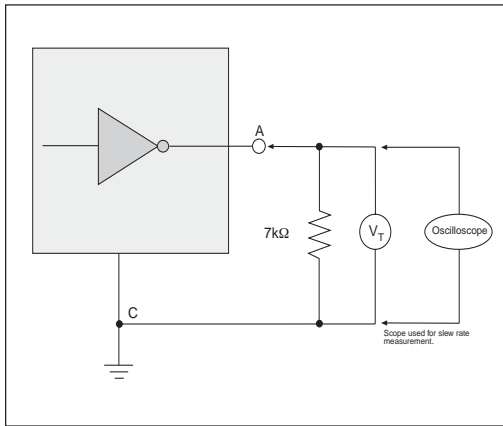 A
7kΩ
V_T
Oscilloscope
C
Scope used for slew rate
measurement.